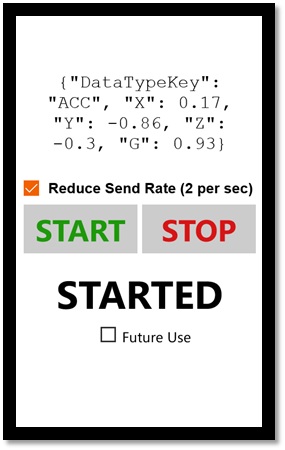 {"DataTypeKey":
"ACC", "X": 0.17,
"Y": -0.86, "Z":
-0.3, "G": 0.93}
Reduce Send Rate (2 per sec)
START STOP
STARTED
Future Use